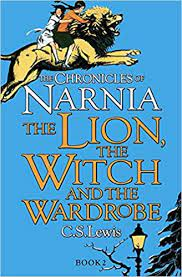 THE CHRONICLES OF
NARNIA
THE LION,
THE
WITCH
AND THE
WARDROBE
C.S. LEWIS
BOOK 2